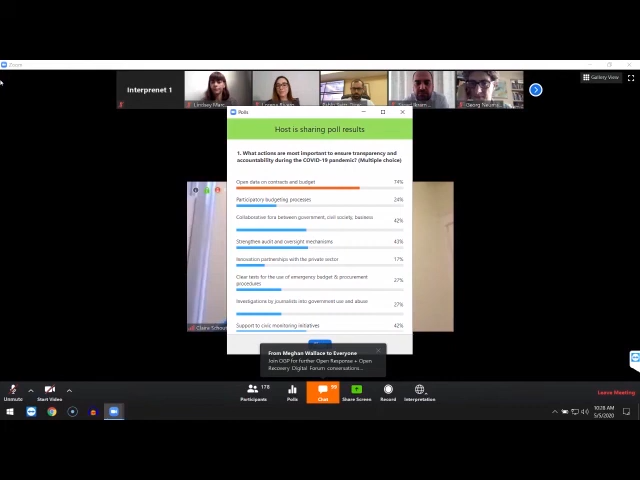 Zoom
Interprenet 1
Gallery View
Polls
Host is sharing poll results
1. What actions are most important to ensure transparency and
accountability during the COVID-19 pandemic? (Multiple choice)
Open data on contracts and budget 74%
Participatory budgeting processes 24%
Collaborative fora between government, civil society, business 42%
Strengthen audit and oversight mechanisms 43%
Innovation partnerships with the private sector 17%
Clear tests for the use of emergency budget & procurement
procedures 27%
Investigations by journalists into government use and abuse 27%
Support to civic monitoring initiatives 42%
From Meghan Wallace to Everyone
Join OGP for further Open Response + Open
Recovery Digital Forum conversations...
Unmute
Start Video
Participants
178
Polls
Chat
Share Screen
Record
Interpretation
Leave Meeting
10:28 AM
5/5/2020